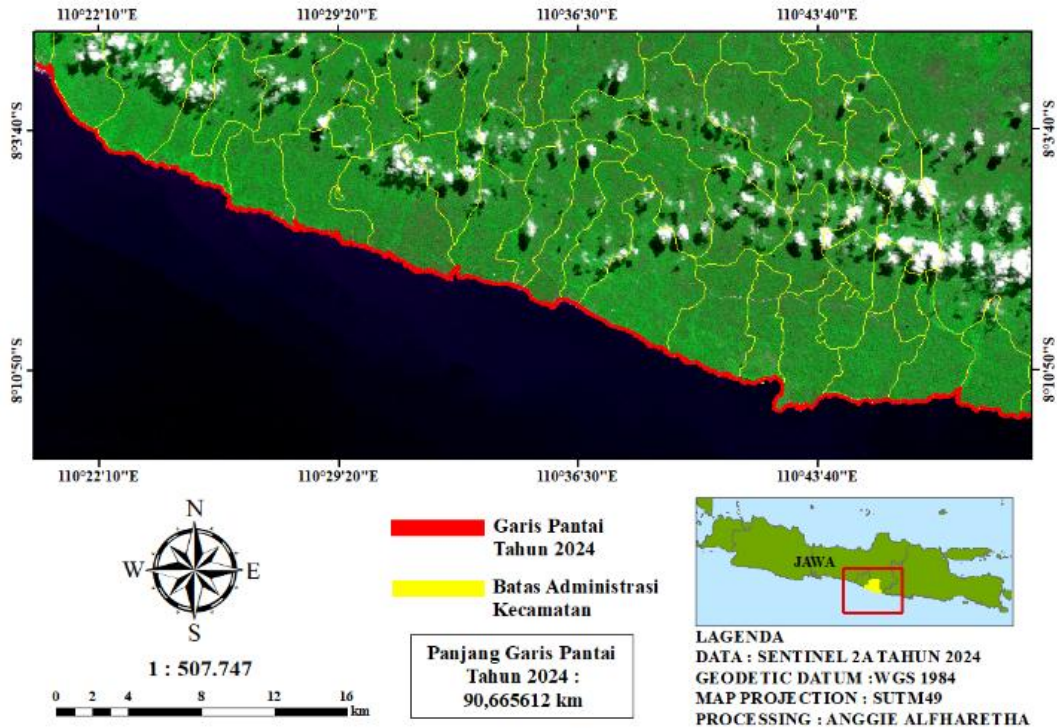 110°22'10"E 110°29'20"E 110°36'30"E 110°43'40"E
8°3'40"S 8°3'40"S
8°10'50"S 8°10'50"S
110°22'10"E 110°29'20"E 110°36'30"E 110°43'40"E
N
W E
S
1 : 507.747
0 2 4 8 12 16
km
Garis Pantai
Tahun 2024
Batas Administrasi
Kecamatan
Panjang Garis Pantai
Tahun 2024 :
90,665612 km
JAWA
LAGENDA
DATA : SENTINEL 2A TAHUN 2024
GEODETIC DATUM :WGS 1984
MAP PROJECTION : SUTM49
PROCESSING : ANGGIE ALFHARETHA